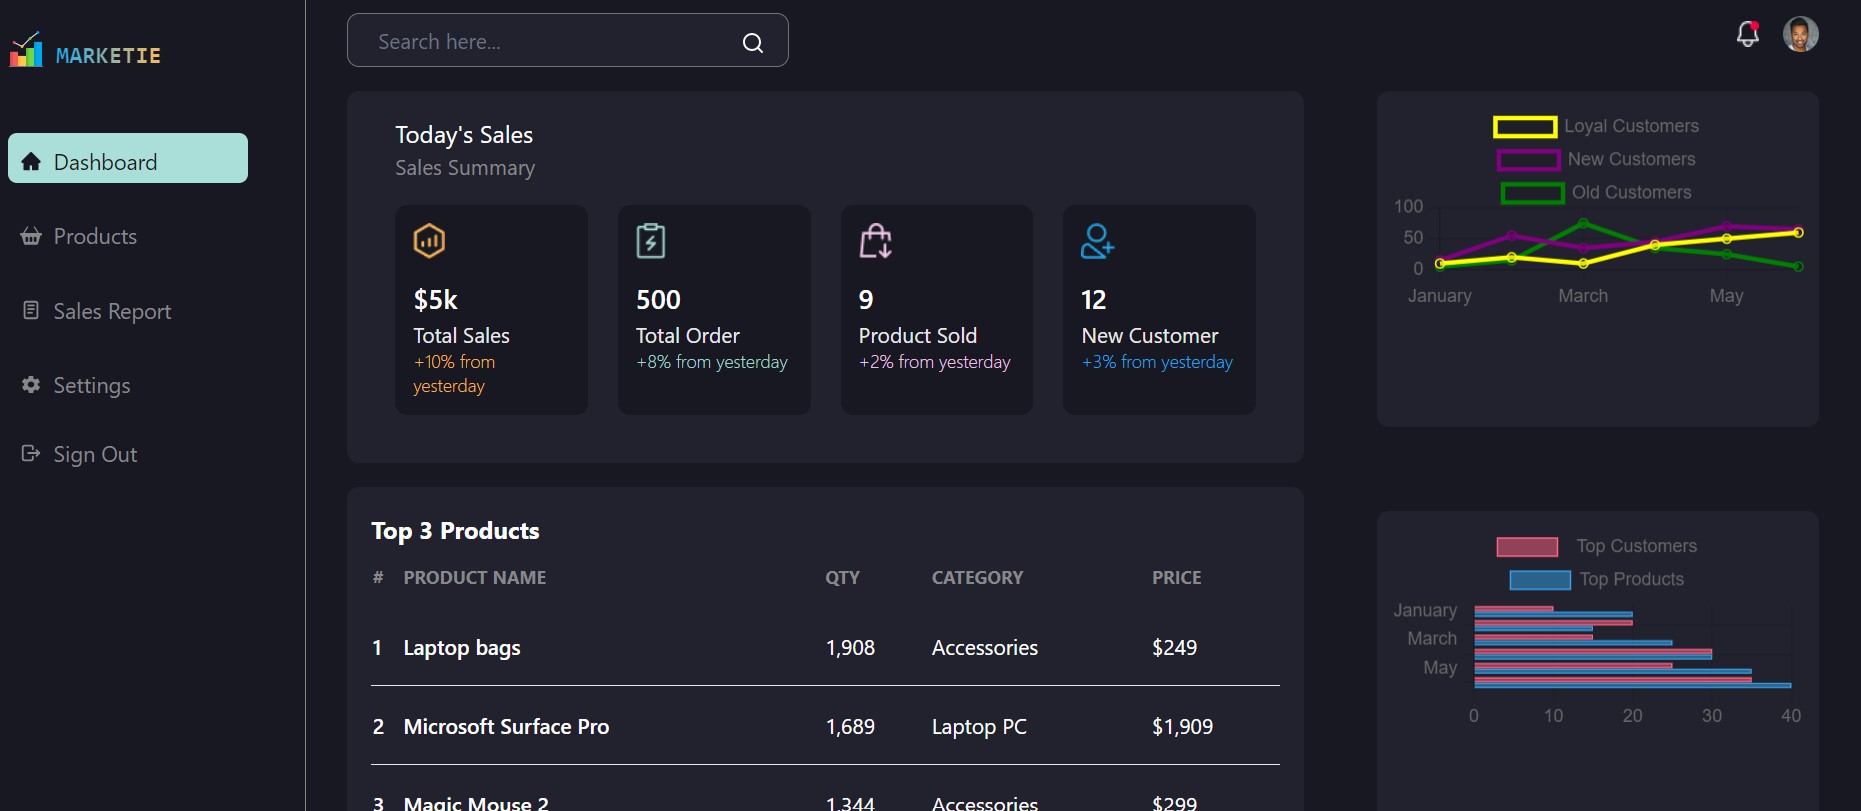 MARKETIE
Search here...
Dashboard
Products
Sales Report
Settings
Sign Out
Today's Sales
Sales Summary
$5k
Total Sales
+10% from
yesterday
500
Total Order
+8% from yesterday
9
Product Sold
+2% from yesterday
12
New Customer
+3% from yesterday
Top 3 Products
# PRODUCT NAME QTY CATEGORY PRICE
1 Laptop bags 1,908 Accessories $249
2 Microsoft Surface Pro 1,689 Laptop PC $1,909
3 Magic Mouse 2 1,344 Accessories $299
Loyal Customers
New Customers
Old Customers
100
50
0
January March May
Top Customers
Top Products
January
March
May
0 10 20 30 40